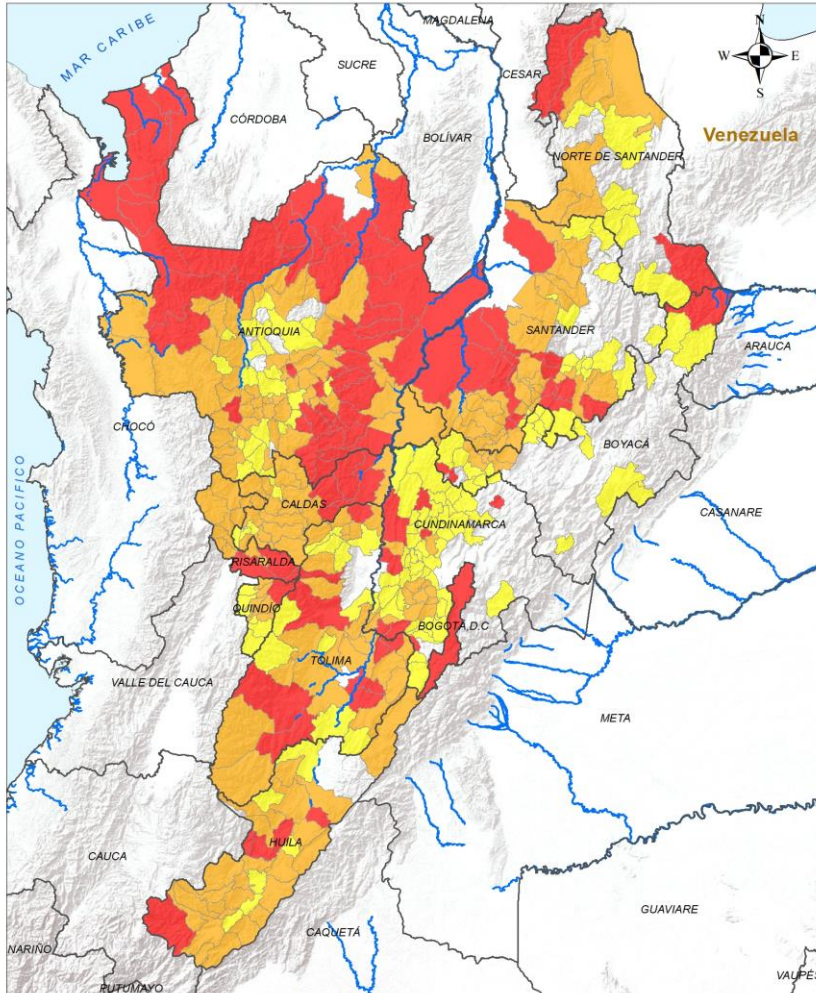 MAGDALENA
N
MAR CARIBE
SUCRE
CESAR
W
E
S
CÓRDOBA
BOLÍVAR
Venezuela
NORTE DE SANTANDER
ANTIOQUIA
SANTANDER
ARAUCA
CHOCÓ
BOYACÁ
OCEANO PACIFICO
CALDAS
CUNDINAMARCA
CASANARE
RISARALDA
QUINDÍO
BOGOTÁ, D.C
TOLIMA
VALLE DEL CAUCA
META
HUILA
CAUCA
GUAVIARE
CAQUETÁ
NARIÑO
PUTUMAYO
VAUPÉS